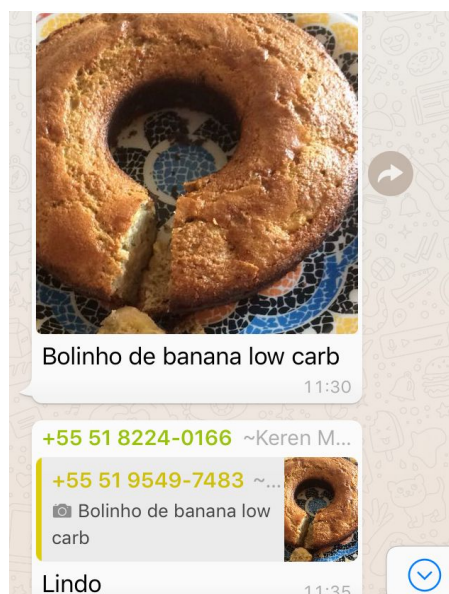 Bolinho de banana low carb
11:30
+55 51 8224-0166 ~Keren M...
+55 51 9549-7483 ~...
Bolinho de banana low
carb
Lindo
11:35